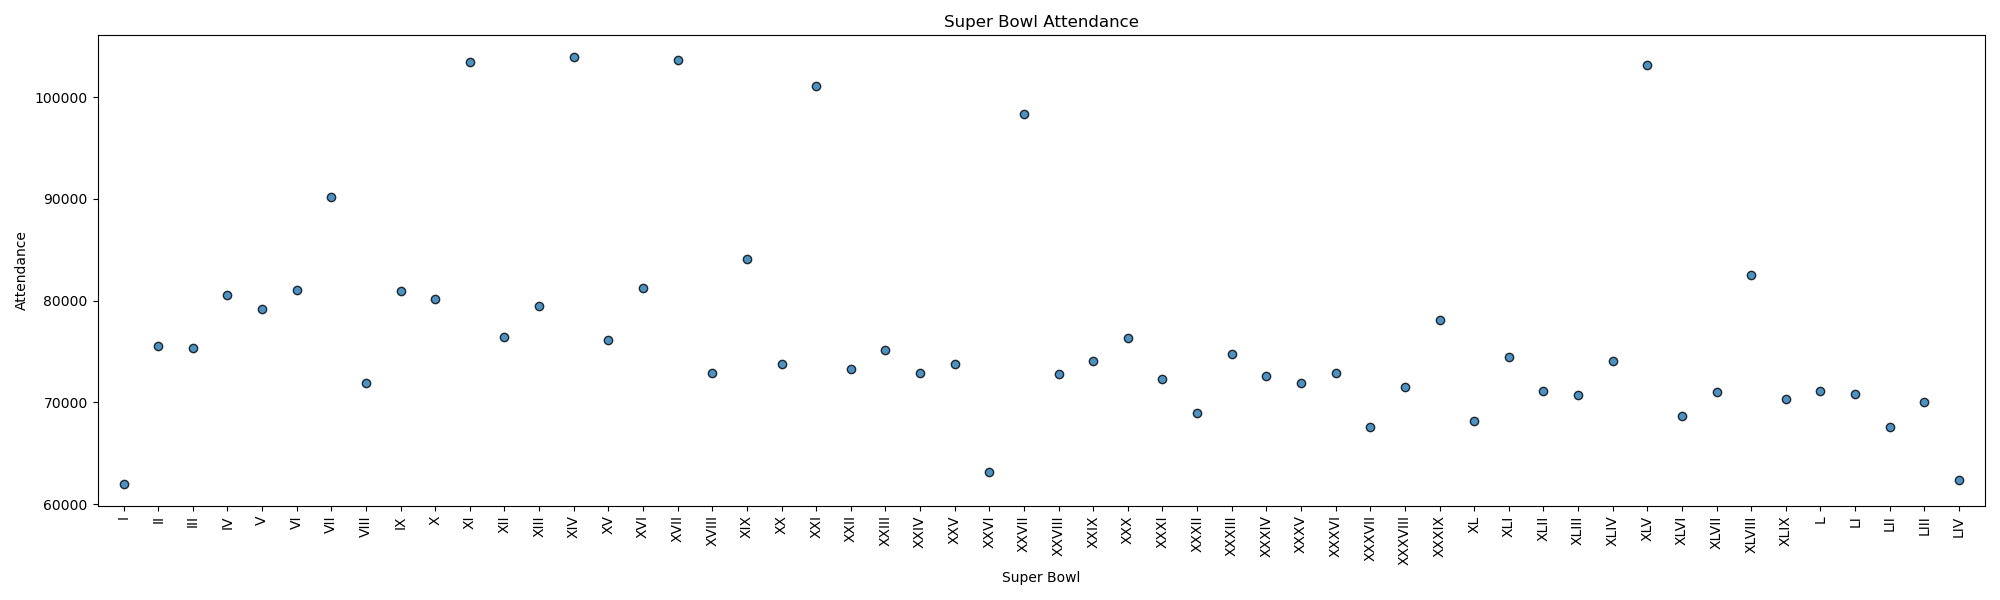 Super Bowl Attendance
Attendance
100000
90000
80000
70000
60000
I II III IV V VI VII VIII IX X XI XII XIII XIV XV XVI XVII XVIII XIX XX XXI XXII XXIII XXIV XXV XXVI XXVII XXVIII XXIX XXX XXXI XXXII XXXIII XXXIV XXXV XXXVI XXXVII XXXVIII XXXIX XL XLI XLII XLIII XLIV XLV XLVI XLVII XLVIII XLIX L LI LII LIII LIV
Super Bowl